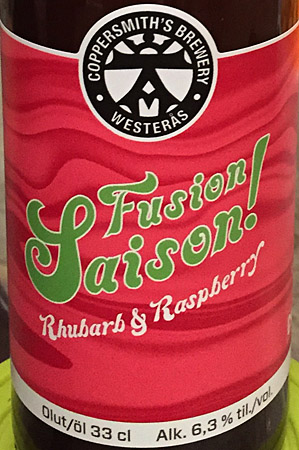 COPPERSMITH'S BREWERY
WESTERÅS
Fusion
Saison!
Rhubarb & Raspberry
Olut/öl 33 cl Alk. 6,3 % til./vol.